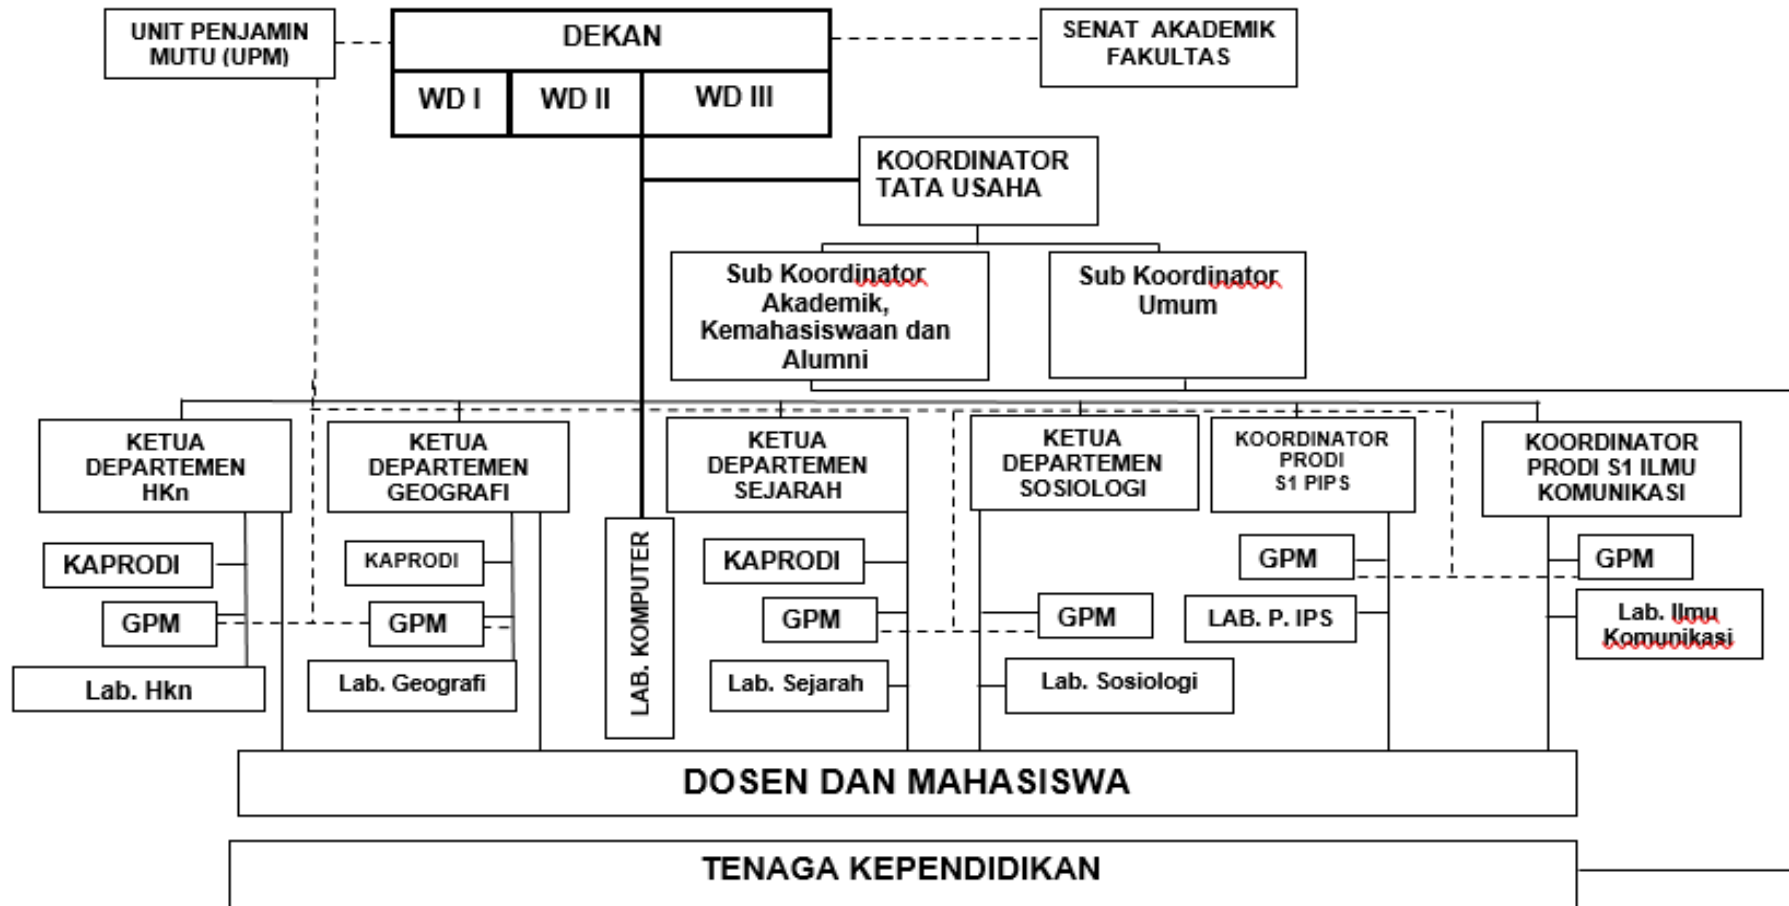 UNIT PENJAMIN
MUTU (UPM)
DEKAN
SENAT AKADEMIK
FAKULTAS
WD I
WD II
WD III
KOORDINATOR
TATA USAHA
Sub Koordinator
Akademik,
Kemahasiswaan dan
Alumni
Sub Koordinator
Umum
KETUA
DEPARTEMEN
HKn
KETUA
DEPARTEMEN
GEOGRAFI
KETUA
DEPARTEMEN
SEJARAH
KETUA
DEPARTEMEN
SOSIOLOGI
KOORDINATOR
PRODI
S1 PIPS
KOORDINATOR
PRODI S1 ILMU
KOMUNIKASI
KAPRODI
GPM
Lab. Hkn
KAPRODI
GPM
Lab. Geografi
LAB. KOMPUTER
KAPRODI
GPM
Lab. Sejarah
GPM
Lab. Sosiologi
GPM
LAB. P. IPS
GPM
Lab. Ilmu
Komunikasi
DOSEN DAN MAHASISWA
TENAGA KEPENDIDIKAN